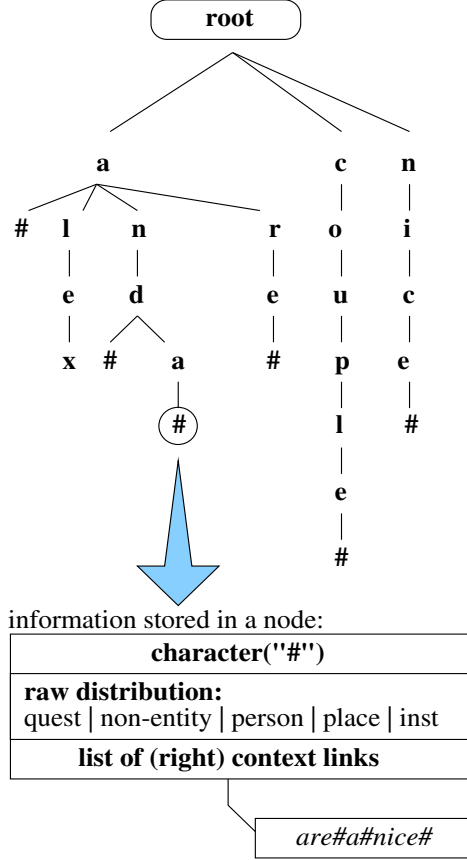 root
a c n
# l n r o i
e d e u c
x # a # p e
# l #
e
#
information stored in a node:
character("#")
raw distribution:
quest | non-entity | person | place | inst
list of (right) context links
are#a#nice#